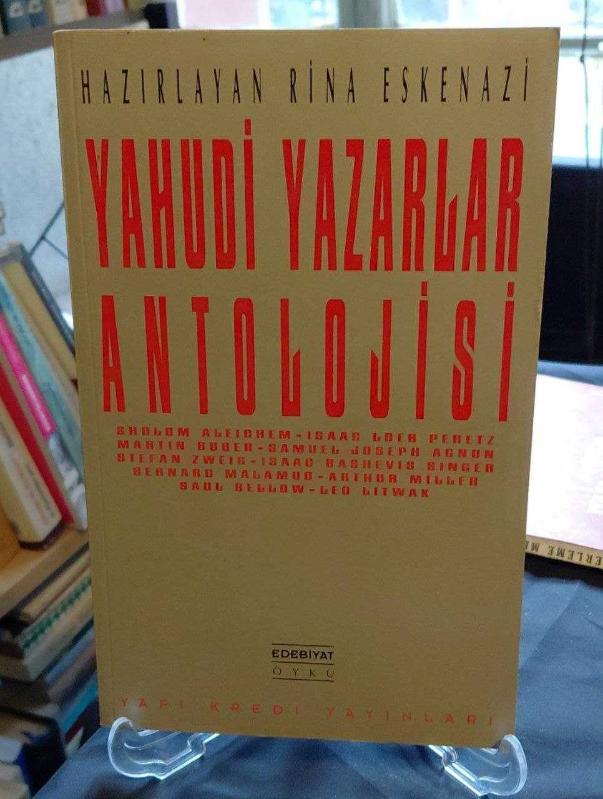 HAZIRLAYAN RİNA ESKENAZİ
YAHUDİ YAZARLAR
ANTOLOJİSİ
SHOLOM ALEICHEM-ISAAC LOEB PERETZ
MARTIN BUBER-SAMUEL JOSEPH AGNON
STEFAN ZWEIG-ISAAC BASHEVIS SINGER
BERNARD MALAMUD-ARTHUR MILLER
SAUL BELLOW-LEO LITWAK
EDEBİYAT
ÖYKÜ
YAPI KREDİ YAYINLARI